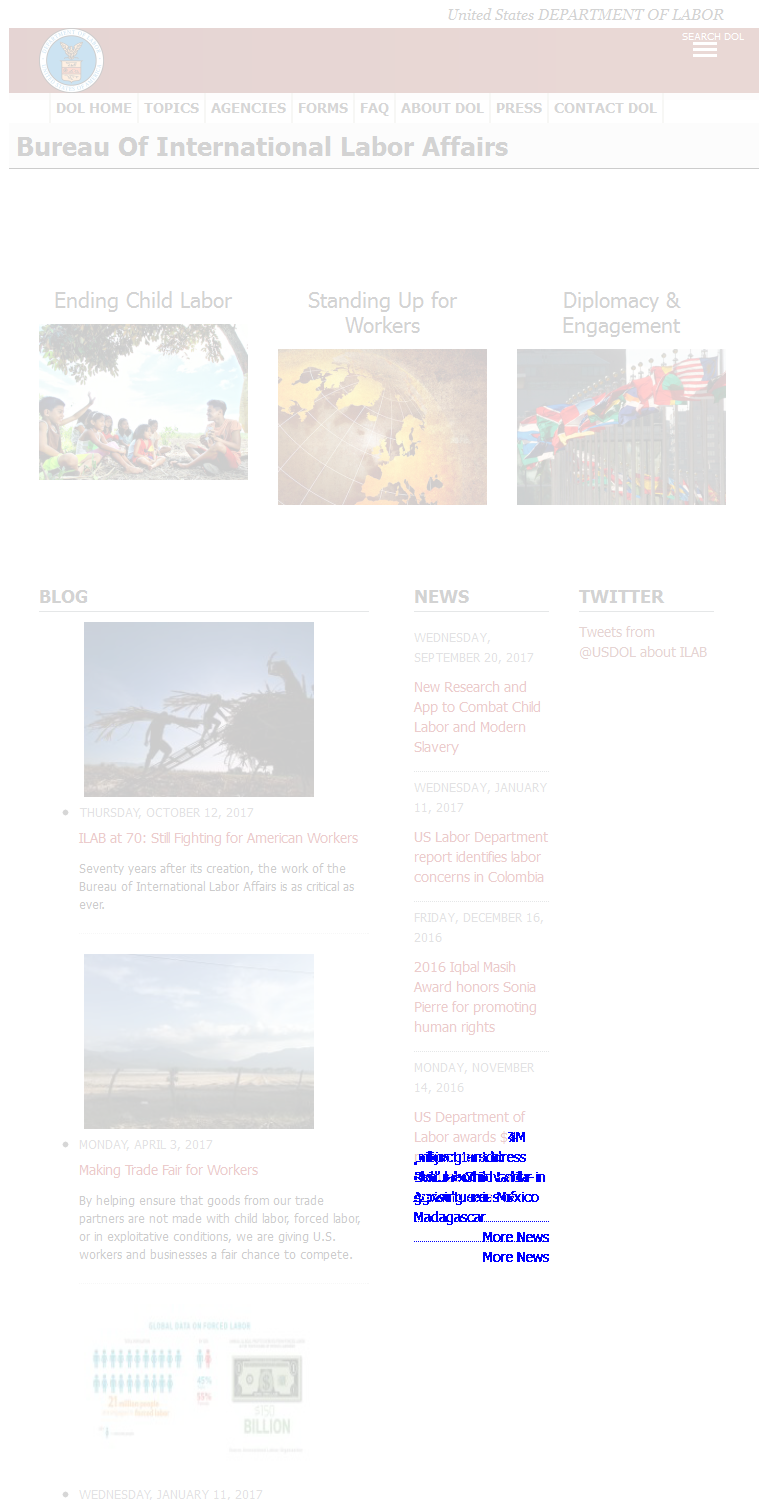 United States DEPARTMENT OF LABOR
SEARCH DOL
DOL HOME TOPICS AGENCIES FORMS FAQ ABOUT DOL PRESS CONTACT DOL
Bureau Of International Labor Affairs
Ending Child Labor
Standing Up for
Workers
Diplomacy &
Engagement
BLOG
THURSDAY, OCTOBER 12, 2017
ILAB at 70: Still Fighting for American Workers
Seventy years after its creation, the work of the
Bureau of International Labor Affairs is as critical as
ever.
MONDAY, APRIL 3, 2017
Making Trade Fair for Workers
By helping ensure that goods from our trade
partners are not made with child labor, forced labor,
or in exploitative conditions, we are giving U.S.
workers and businesses a fair chance to compete.
GLOBAL DATA ON FORCED LABOR
21 million people
45%
55%
$150
BILLION
WEDNESDAY, JANUARY 11, 2017
NEWS
WEDNESDAY,
SEPTEMBER 20, 2017
New Research and
App to Combat Child
Labor and Modern
Slavery
WEDNESDAY, JANUARY
11, 2017
US Labor Department
report identifies labor
concerns in Colombia
FRIDAY, DECEMBER 16,
2016
2016 Iqbal Masih
Award honors Sonia
Pierre for promoting
human rights
MONDAY, NOVEMBER
14, 2016
US Department of
Labor awards
Madagascar
More News
More News
TWITTER
Tweets from
@USDOL about ILAB